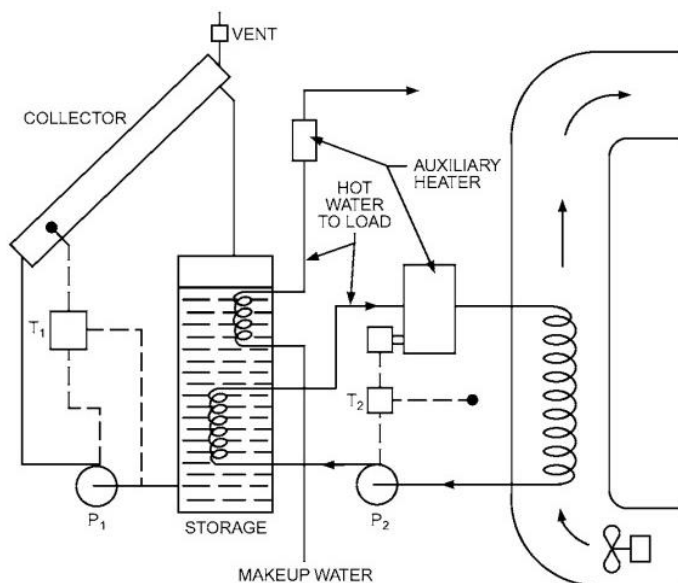 VENT
COLLECTOR
AUXILIARY
HEATER
HOT
WATER
TO LOAD
T1
T2
P1
STORAGE
P2
MAKEUP WATER